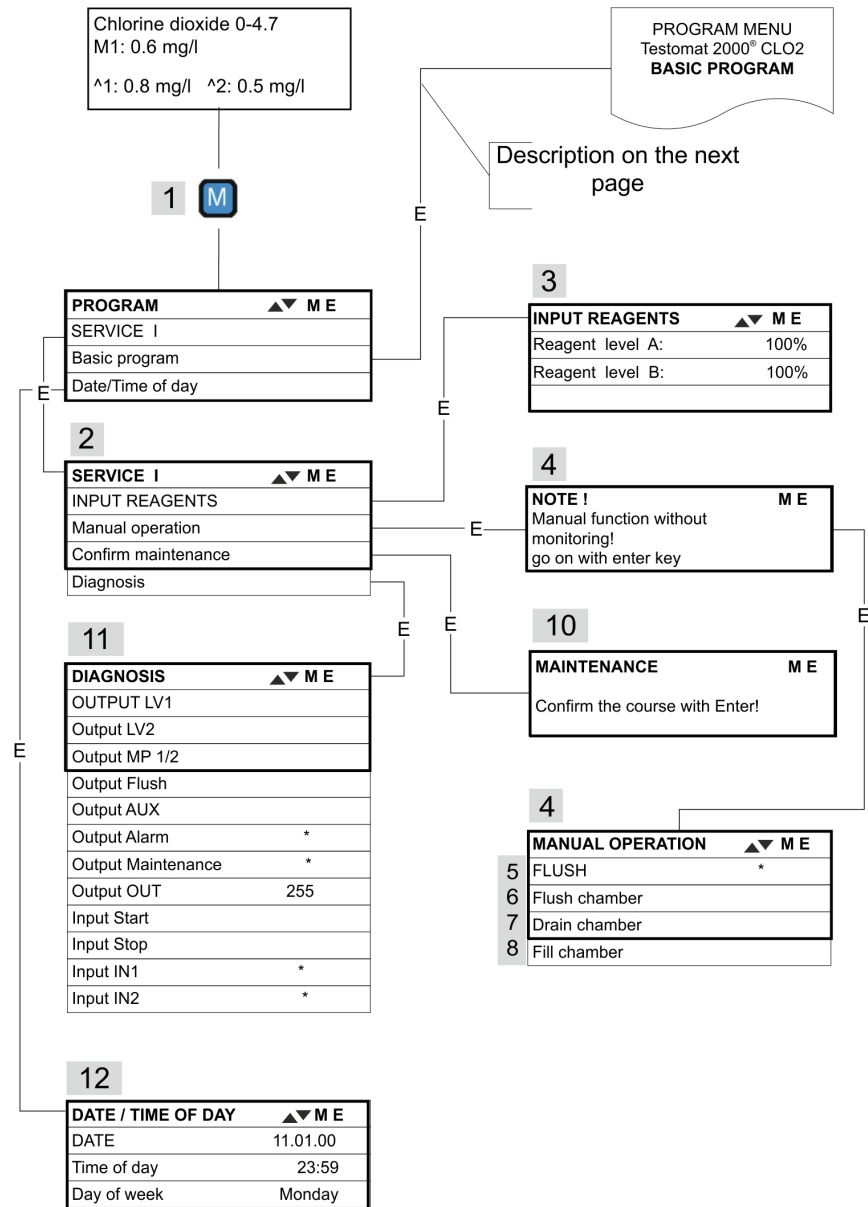 Chlorine dioxide 0-4.7
M1: 0.6 mg/l
^1: 0.8 mg/l ^2: 0.5 mg/l
PROGRAM MENU
Testomat 2000® CLO2
BASIC PROGRAM
Description on the next
page
1 M
E
PROGRAM ▲▼ M E
SERVICE I
Basic program
Date/Time of day
E
3
INPUT REAGENTS ▲▼ M E
Reagent level A: 100%
Reagent level B: 100%
E
2
SERVICE I ▲▼ M E
INPUT REAGENTS
Manual operation
Confirm maintenance
Diagnosis
E
4
NOTE ! M E
Manual function without
monitoring!
go on with enter key
E
E
E
10
MAINTENANCE M E
Confirm the course with Enter!
11
DIAGNOSIS ▲▼ M E
OUTPUT LV1
Output LV2
Output MP 1/2
Output Flush
Output AUX
Output Alarm *
Output Maintenance *
Output OUT 255
Input Start
Input Stop
Input IN1 *
Input IN2 *
E
4
MANUAL OPERATION ▲▼ M E
5 FLUSH *
6 Flush chamber
7 Drain chamber
8 Fill chamber
12
DATE / TIME OF DAY ▲▼ M E
DATE 11.01.00
Time of day 23:59
Day of week Monday